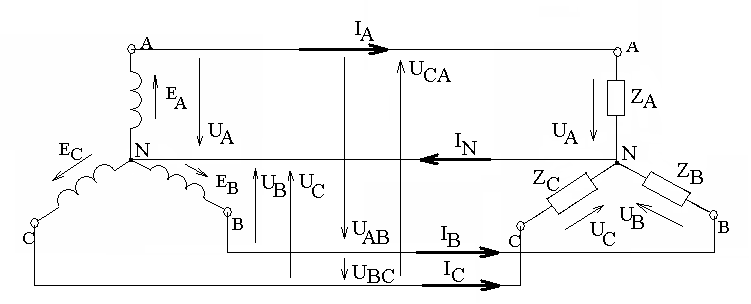 I_A
A
A
U_CA
E_A
Z_A
U_A
U_A
I_N
N
N
E_C
Z_C
Z_B
E_B
U_B
U_C
B
C
U_AB
I_B
U_C
U_B
C
B
U_BC
I_C